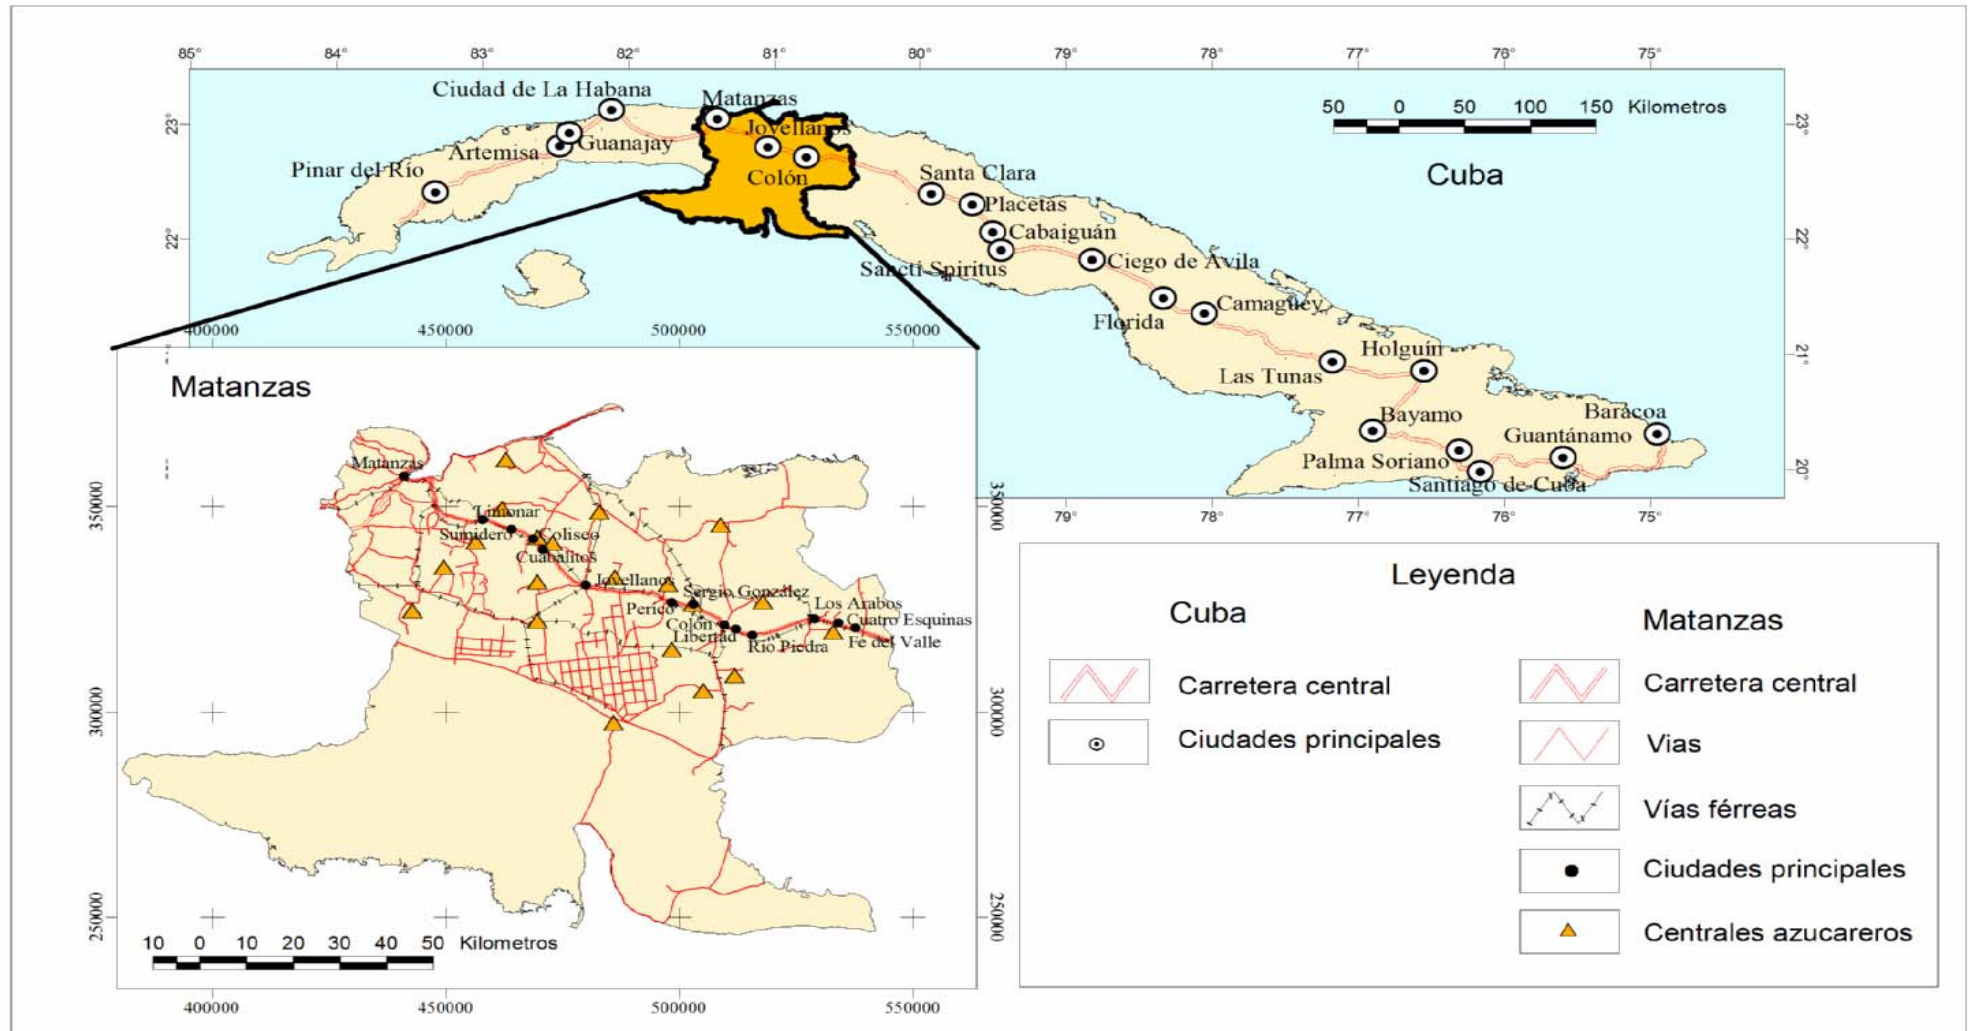 85° 84° 83° 82° 81° 80 79° 78° 77° 76° 75°
Ciudad de La Habana
Matanzas
50 0 50 100 150 Kilometros
23°
23°
Jovellanos
Guanajay
Artemisa
Pinar del Río
Colón
Santa Clara
Cuba
Placetas
22°
Cabaiguán
22°
Sancti Spiritus
Ciego de Ávila
Camagüey
Florida
400000 450000 500000 550000
Holguín
21°
Las Tunas
Matanzas
Bayamo
Baracoa
Guantánamo
Palma Soriano
20°
Santiago de Cuba
79° 78° 77° 76° 75°
Matanzas
350000
350000
Limonar
Sumidero
Coliseo
Cuabalitos
Jovellanos
Sergio González
Perico
Los Arabos
Colón
Cuatro Esquinas
Libertad
Rio Piedra
Fe del Valle
300000
300000
250000
250000
10 0 10 20 30 40 50 Kilometros
400000 450000 500000 550000
Leyenda
Cuba
Carretera central
Ciudades principales
Matanzas
Carretera central
Vias
Vías férreas
Ciudades principales
Centrales azucareros